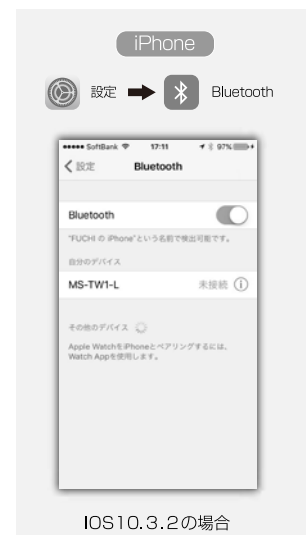 iPhone
設定 Bluetooth
SoftBank 17:11 97%
設定 Bluetooth
Bluetooth
"FUCHI の iPhone"という名前で検出可能です。
自分のデバイス
MS-TW1-L 未接続
その他のデバイス
Apple WatchをiPhoneとペアリングするには、
Watch Appを使用します。
IOS10.3.2の場合